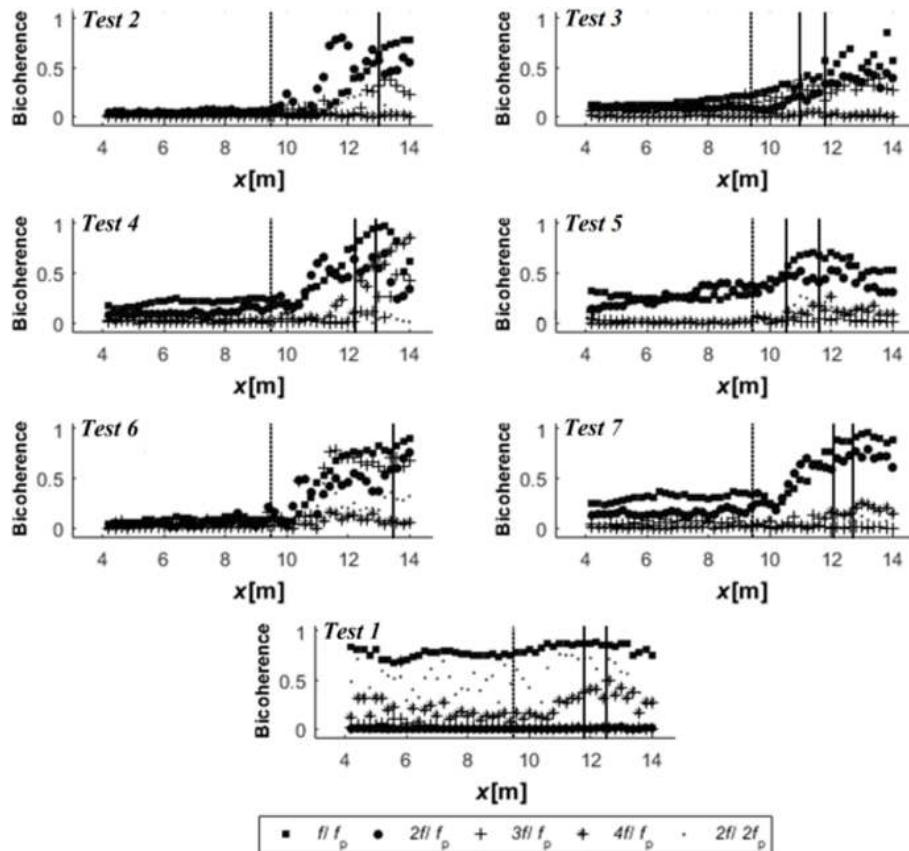 Test 2
Bicoherence
1
0.5
0
4 6 8 10 12 14
x[m]
Test 3
Bicoherence
1
0.5
0
4 6 8 10 12 14
x[m]
Test 4
Bicoherence
1
0.5
0
4 6 8 10 12 14
x[m]
Test 5
Bicoherence
1
0.5
0
4 6 8 10 12 14
x[m]
Test 6
Bicoherence
1
0.5
0
4 6 8 10 12 14
x[m]
Test 7
Bicoherence
1
0.5
0
4 6 8 10 12 14
x[m]
Test 1
Bicoherence
1
0.5
0
4 6 8 10 12 14
x[m]
f/ fp 2f/ fp 3f/ fp 4f/ fp 2f/ 2fp